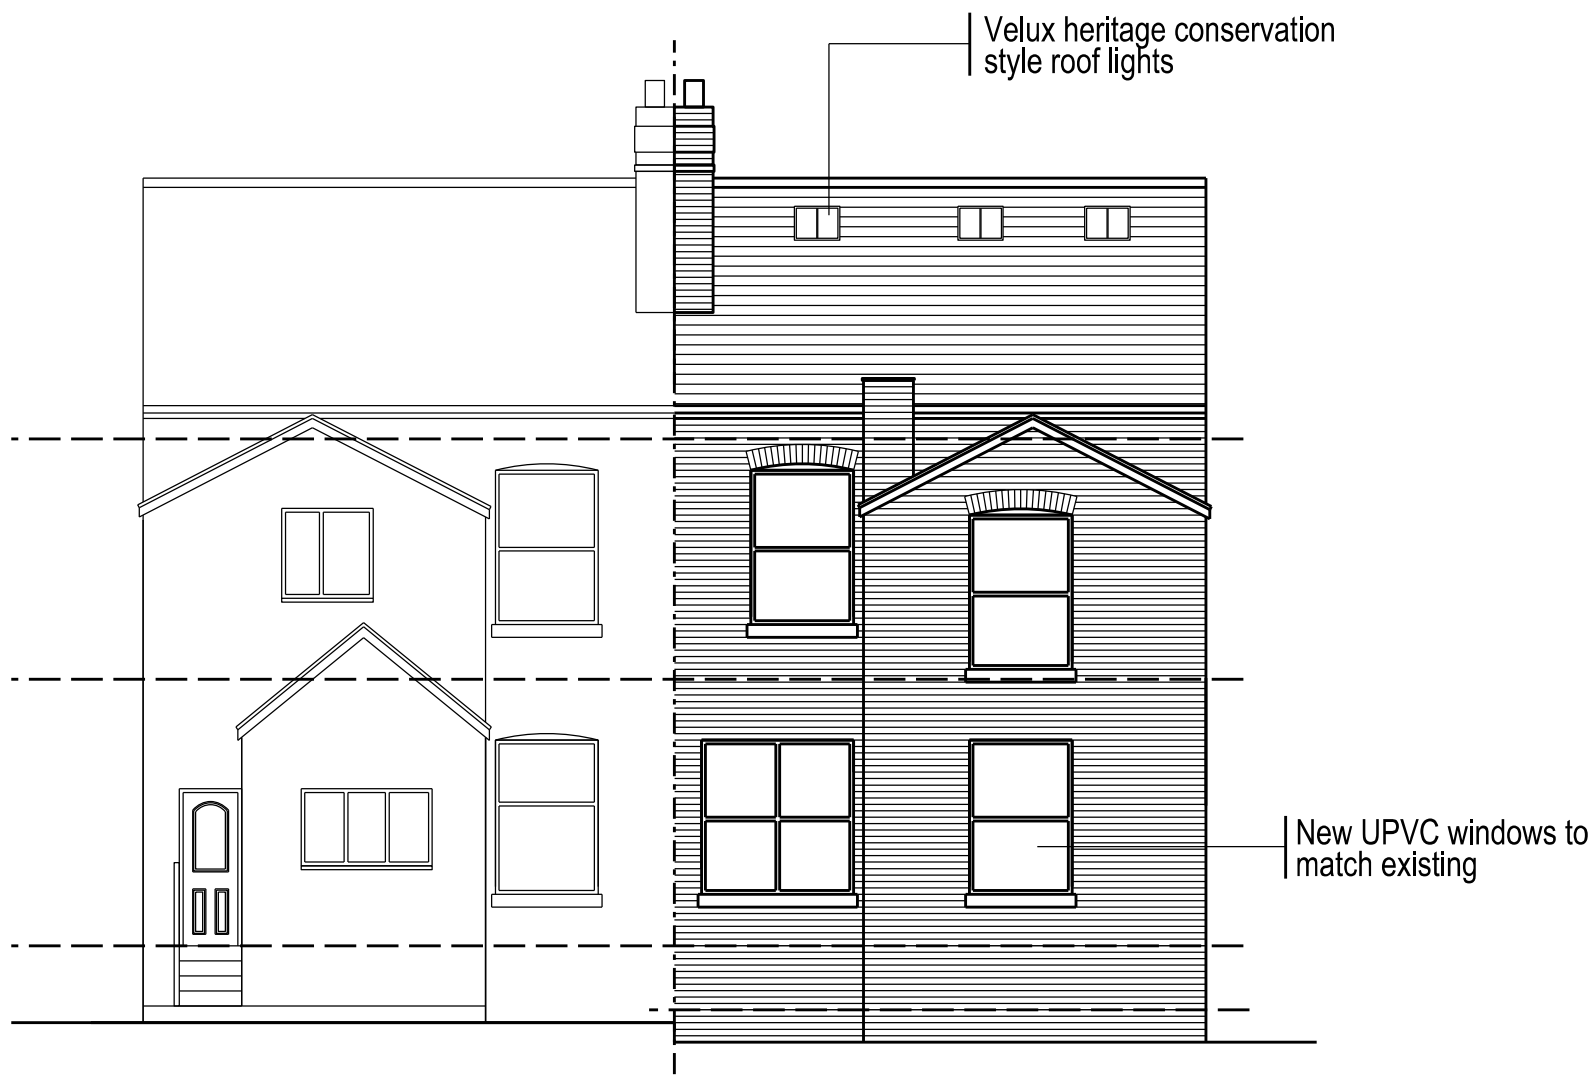 Velux heritage conservation
style roof lights
New UPVC windows to
match existing